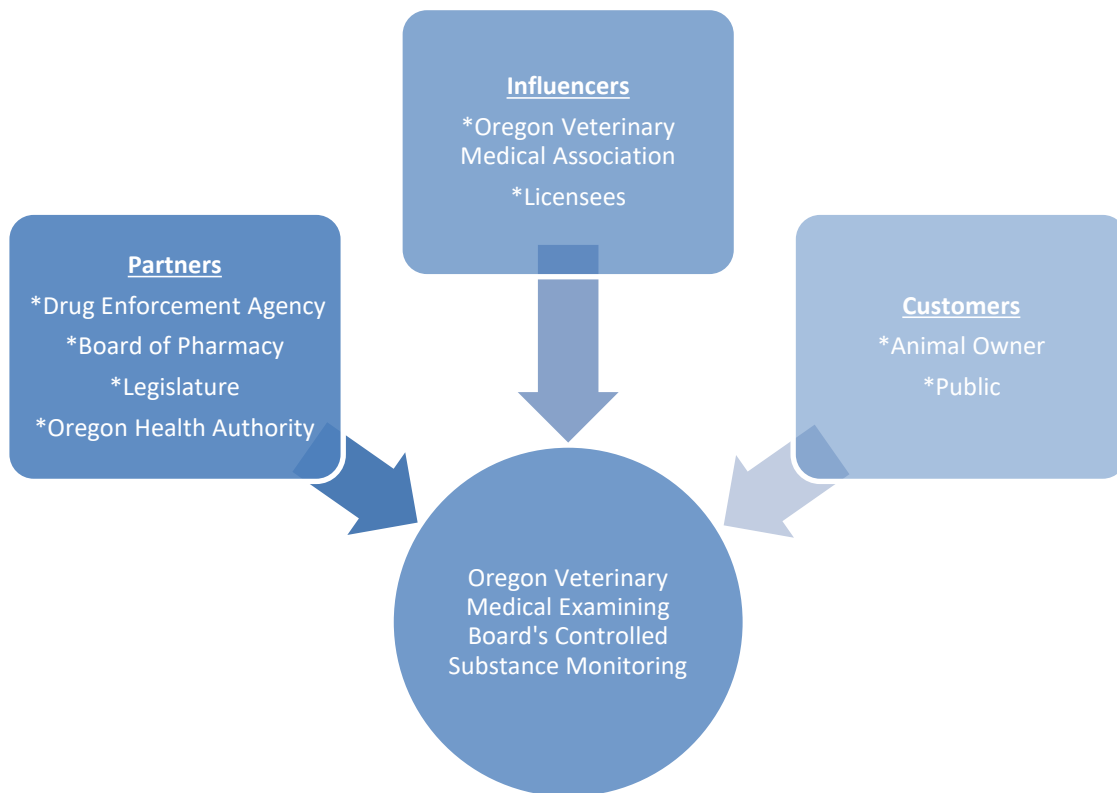 Influencers
*Oregon Veterinary
Medical Association
*Licensees
Partners
*Drug Enforcement Agency
*Board of Pharmacy
*Legislature
*Oregon Health Authority
Customers
*Animal Owner
*Public
Oregon Veterinary
Medical Examining
Board's Controlled
Substance Monitoring